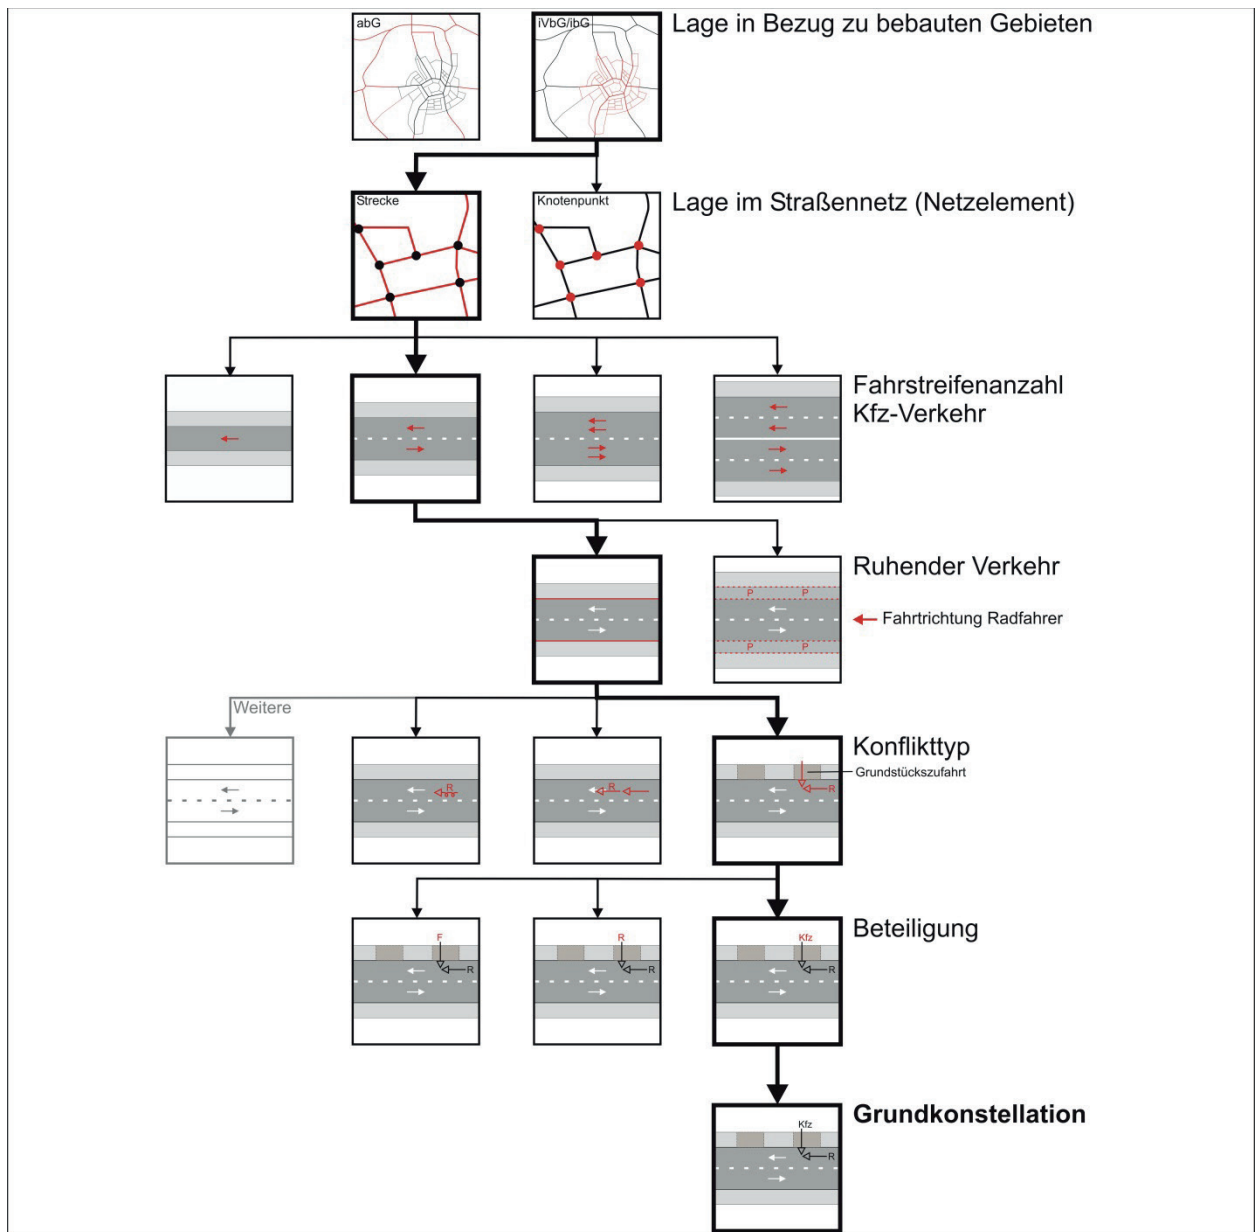 abG
iVbG/ibG
Lage in Bezug zu bebauten Gebieten
Strecke
Knotenpunkt
Lage im Straßennetz (Netzelement)
Fahrstreifenanzahl
Kfz-Verkehr
Ruhender Verkehr
P P
P P
Fahrtrichtung Radfahrer
Weitere
R
R
R
Konflikttyp
Grundstückszufahrt
F
R
R
R
Kfz
R
Beteiligung
Grundkonstellation
Kfz
R